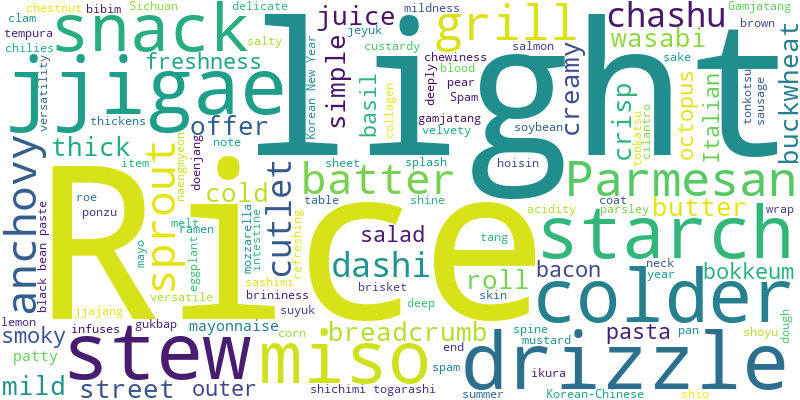 chestnut
bibim
Sichuan
delicate
clam
snack
juice
mildness
jeyuk
grill
chashu
Gamjatang
brown
tempura
chilies
salty
light
custardy
salmon
wasabi
sake
versatility
jjigae
freshness
Korean New Year
simple
basil
collagen
chewiness
deeply
blood
pear
Spam
creamy
crisp
octopus
Italian
tonkotsu
sausage
buckwheat
thickens
offer
gamjatang
velvety
soybean
tonkatsu
cilantro
thick
note
sheet
splash
hoisin
anchovy
item
sprout
naengmyeon
doenjang
cold
cutlet
batter
Parmesan
black bean paste
roe
ponzu
Rice
table
shine
acidity
coat
parsley
butter
wrap
starch
mayo
melt
ramen
eggplant
mozzarella
intestine
refreshing
salad
dashi
tang
versatile
sashimi
brininess
brisket
roll
skin
bacon
neck
year
bokkeum
jjajang
suyuk
deep
colder
lemon
infuses
gukbap
mayonnaise
corn
breadcrumb
spine
mustard
pasta
pan
shoyu
dough
smoky
patty
stew
miso
end
spam
drizzle
ikura
mild
street
outer
shichimi togarashi
summer
Korean-Chinese
shio